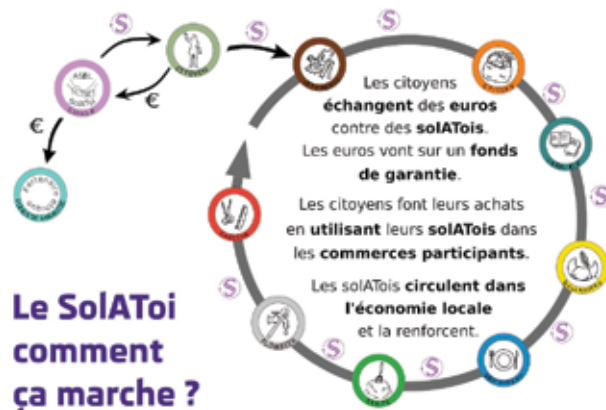 S
S
CITOYEN
€
€
S
S
S
S
S
S
S
Les citoyens
échangent des euros
contre des solATois.
Les euros vont sur un fonds
de garantie.
Les citoyens font leurs achats
en utilisant leurs solATois dans
les commerces participants.
Les solATois circulent dans
l'économie locale
et la renforcent.
Le SolAToi
comment
ça marche ?